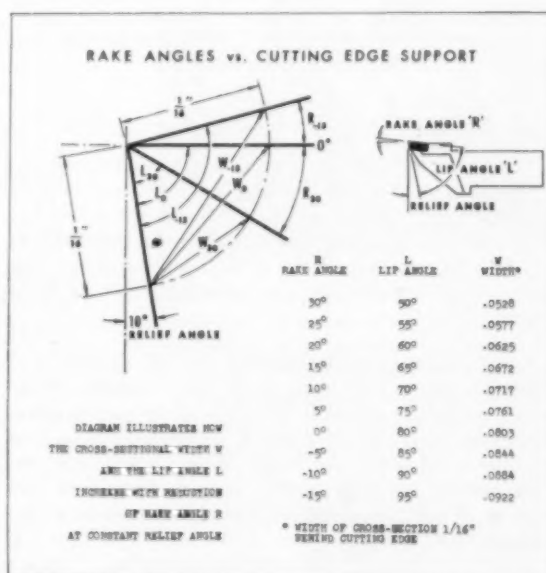 RAKE ANGLES vs. CUTTING EDGE SUPPORT
1/16"
R-15
0°
RAKE ANGLE 'R'
LIP ANGLE 'L'
RELIEF ANGLE
L30
L0
L-15
W-15
W0
W30
R30
1/16"
10°
RELIEF ANGLE
R RAKE ANGLE L LIP ANGLE W WIDTH*
30° 50° .0528
25° 55° .0577
20° 60° .0625
15° 65° .0672
10° 70° .0717
5° 75° .0761
0° 80° .0803
-5° 85° .0844
-10° 90° .0884
-15° 95° .0922
DIAGRAM ILLUSTRATES HOW
THE CROSS-SECTIONAL WIDTH W
AND THE LIP ANGLE L
INCREASE WITH REDUCTION
OF RAKE ANGLE R
AT CONSTANT RELIEF ANGLE
* WIDTH OF CROSS-SECTION 1/16"
BEHIND CUTTING EDGE